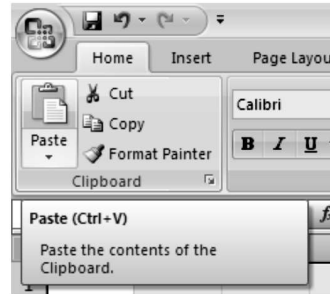 Home Insert Page Layou
Cut
Calibri
Copy
Paste
B I U
Format Painter
Clipboard
Paste (Ctrl+V)
Paste the contents of the
Clipboard.
1